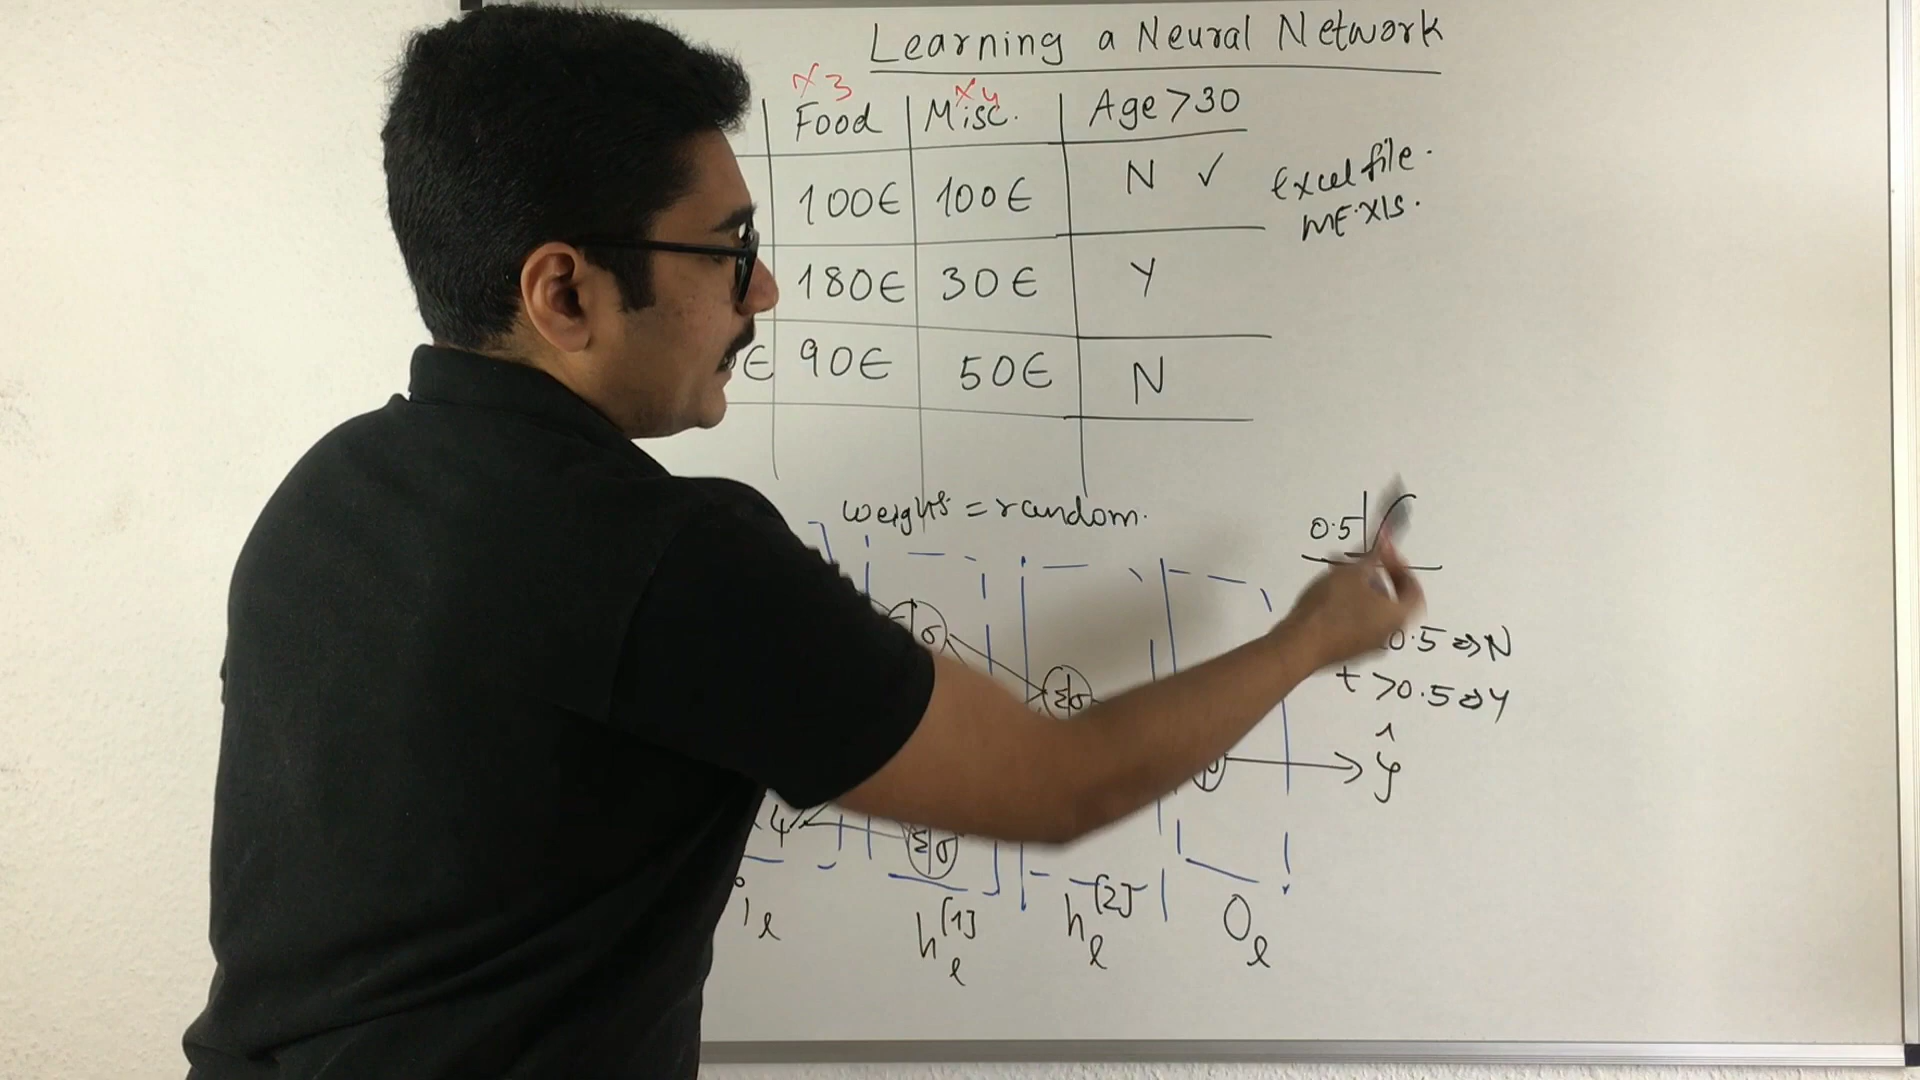 Learning a Neural Network
x3 x4
Food Misc. Age >30
100€ 100€ N ✓
Excel file.
ME.xls.
180€ 30€ Y
€ 90€ 50€ N
weights = random.
0.5
Σ|σ
0.5 => N
t >0.5 => Y
ŷ
4
Σ|σ
i ℓ
h ℓ [1]
h ℓ [2]
O ℓ